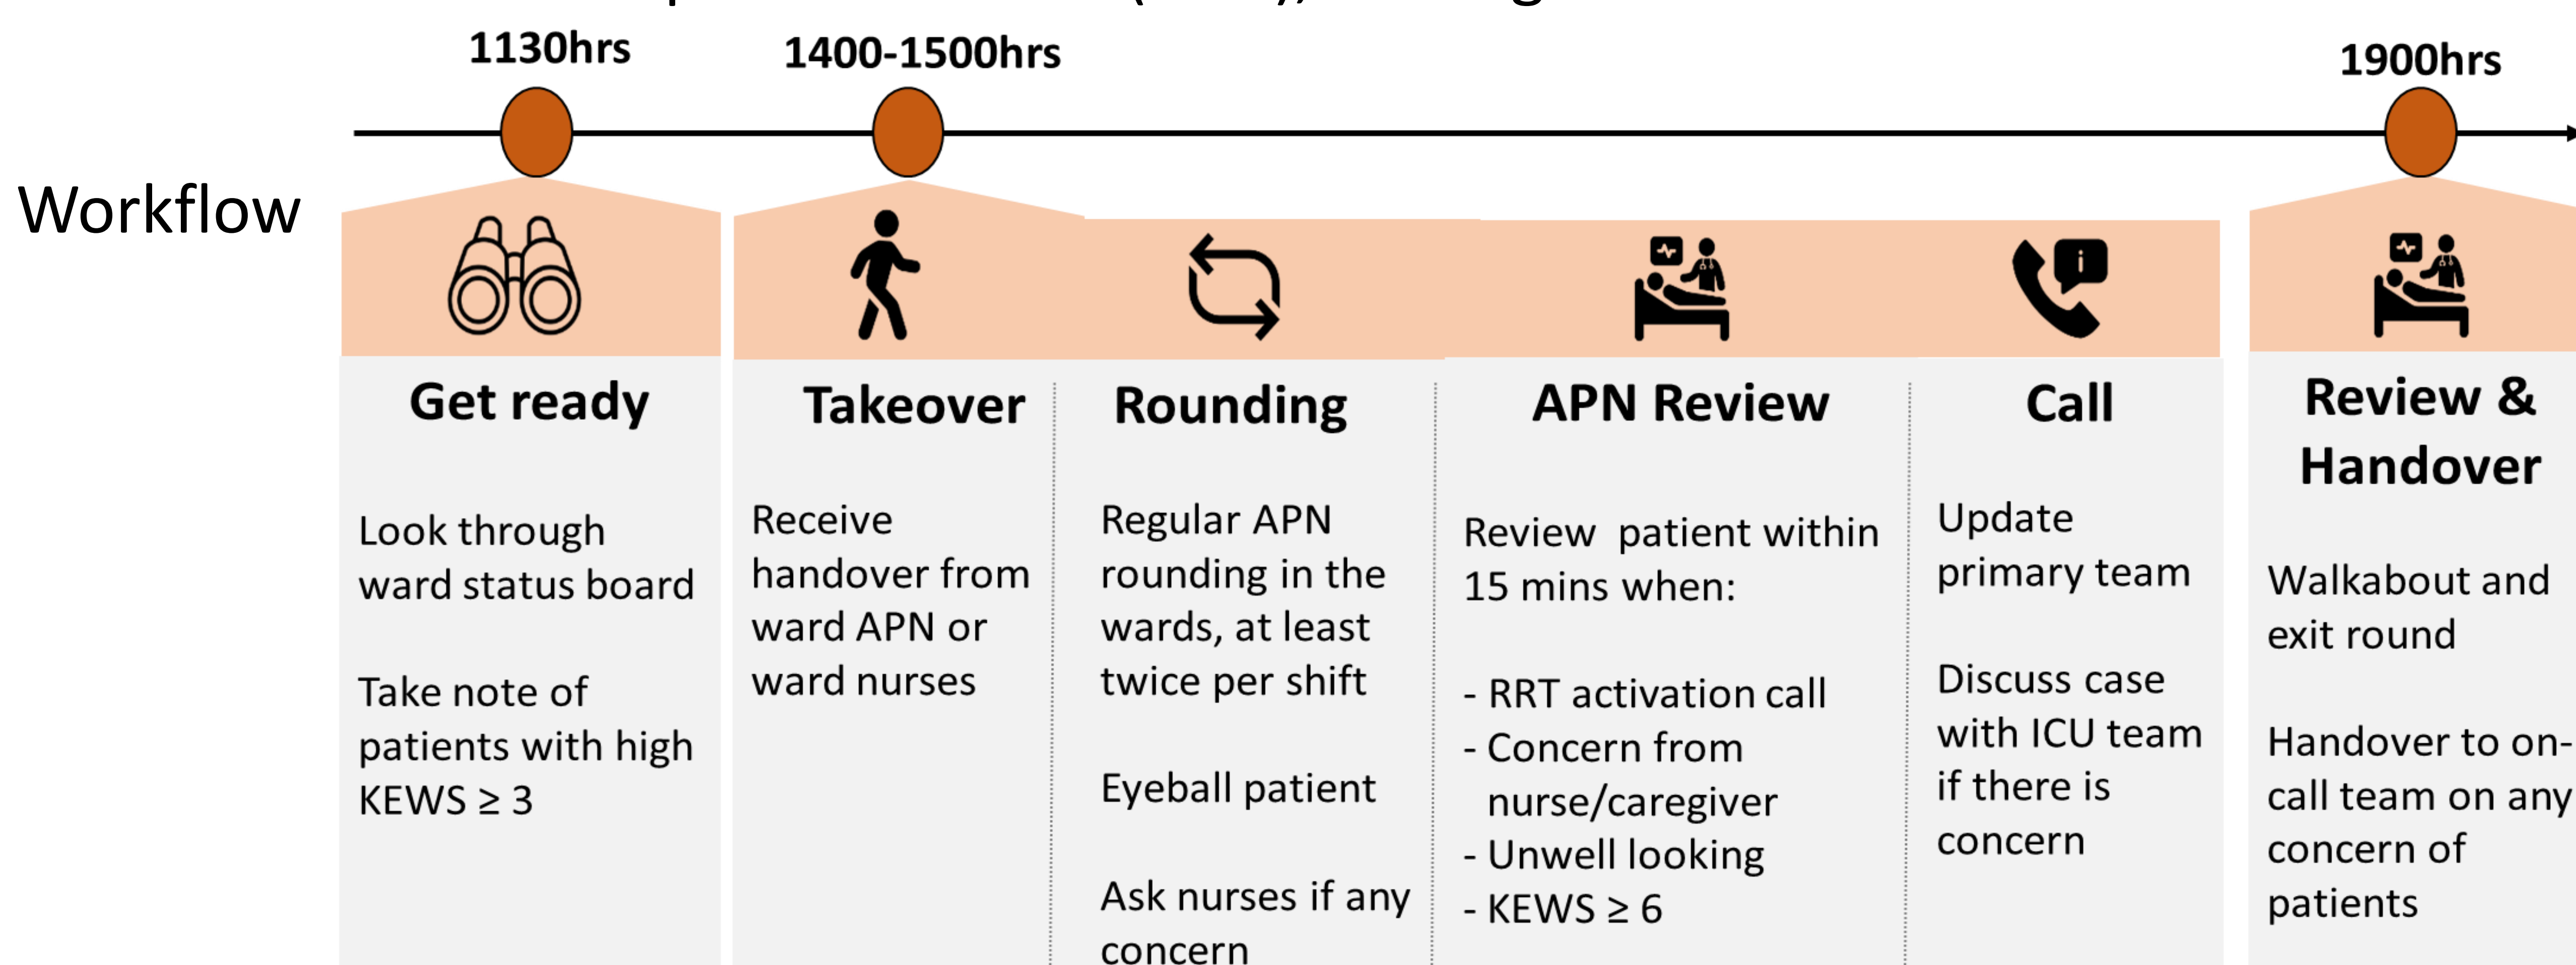 1130hrs
1400-1500hrs
1900hrs
Workflow
Get ready
Look through
ward status board
Take note of
patients with high
KEWS ≥ 3
Takeover
Receive
handover from
ward APN or
ward nurses
Rounding
Regular APN
rounding in the
wards, at least
twice per shift
Eyeball patient
Ask nurses if any
concern
APN Review
Review  patient within
15 mins when:
- RRT activation call
- Concern from
nurse/caregiver
- Unwell looking
- KEWS ≥ 6
Call
Update
primary team
Discuss case
with ICU team
if there is
concern
Review &
Handover
Walkabout and
exit round
Handover to on-
call team on any
concern of
patients